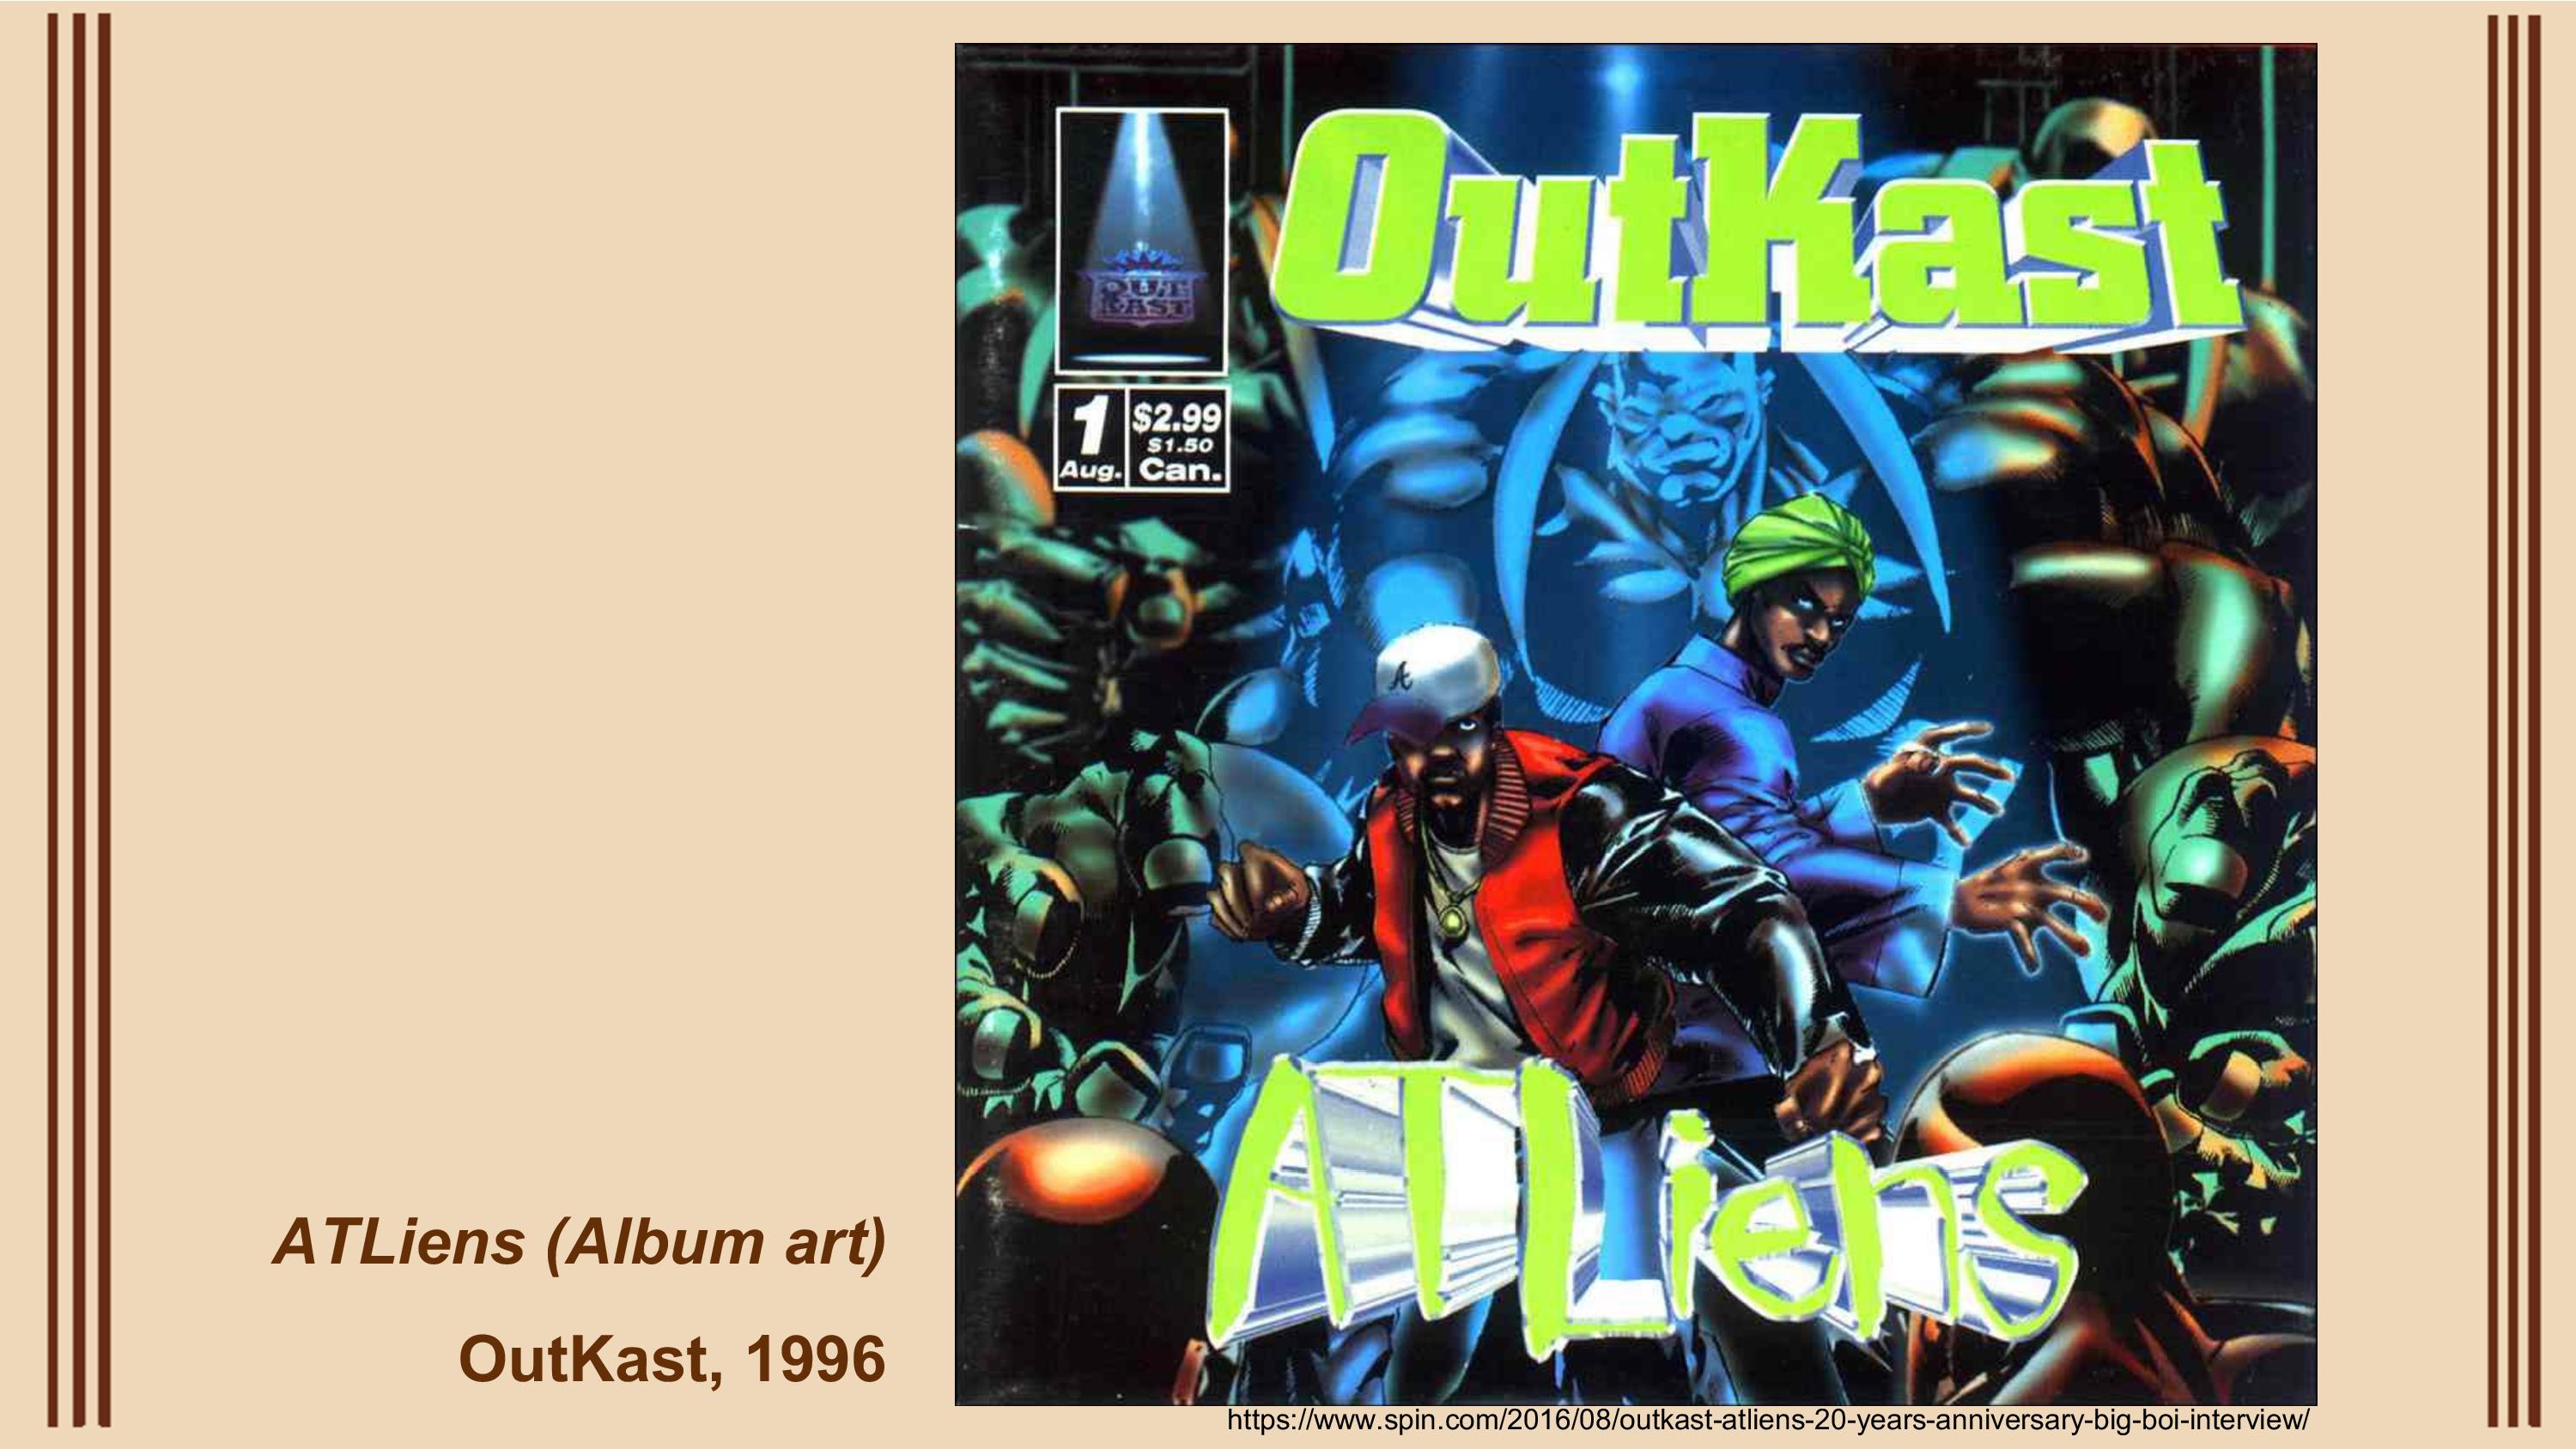 OutKast
OUT
KAST
1
Aug.
$2.99
$1.50
Can.
A
ATLiens
ATLiens (Album art)
OutKast, 1996
https://www.spin.com/2016/08/outkast-atliens-20-years-anniversary-big-boi-interview/